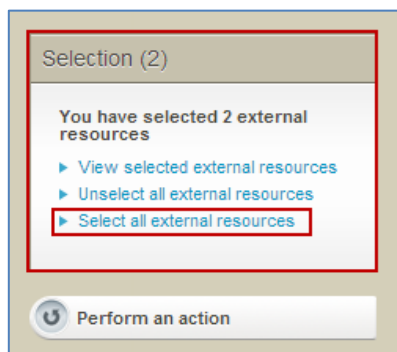 Selection (2)
You have selected 2 external
resources
View selected external resources
Unselect all external resources
Select all external resources
Perform an action